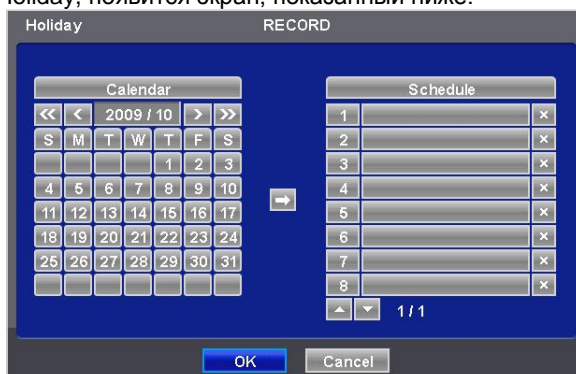 Holiday, появится экран, показанный ниже:
Holiday RECORD
Calendar
<< < 2009 / 10 > >>
S M T W T F S
1 2 3
4 5 6 7 8 9 10
11 12 13 14 15 16 17
18 19 20 21 22 23 24
25 26 27 28 29 30 31
Schedule
1 ×
2 ×
3 ×
4 ×
5 ×
6 ×
7 ×
8 ×
1 / 1
OK Cancel